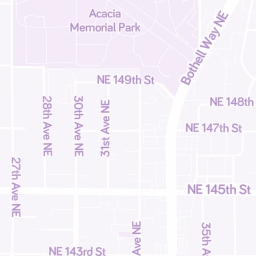 Acacia
Memorial Park
NE 149th St
Bothell Way NE
NE 148th
28th Ave NE
30th Ave NE
31st Ave NE
NE 147th St
27th Ave NE
NE 145th St
Ave NE
35th A
NE 143rd St